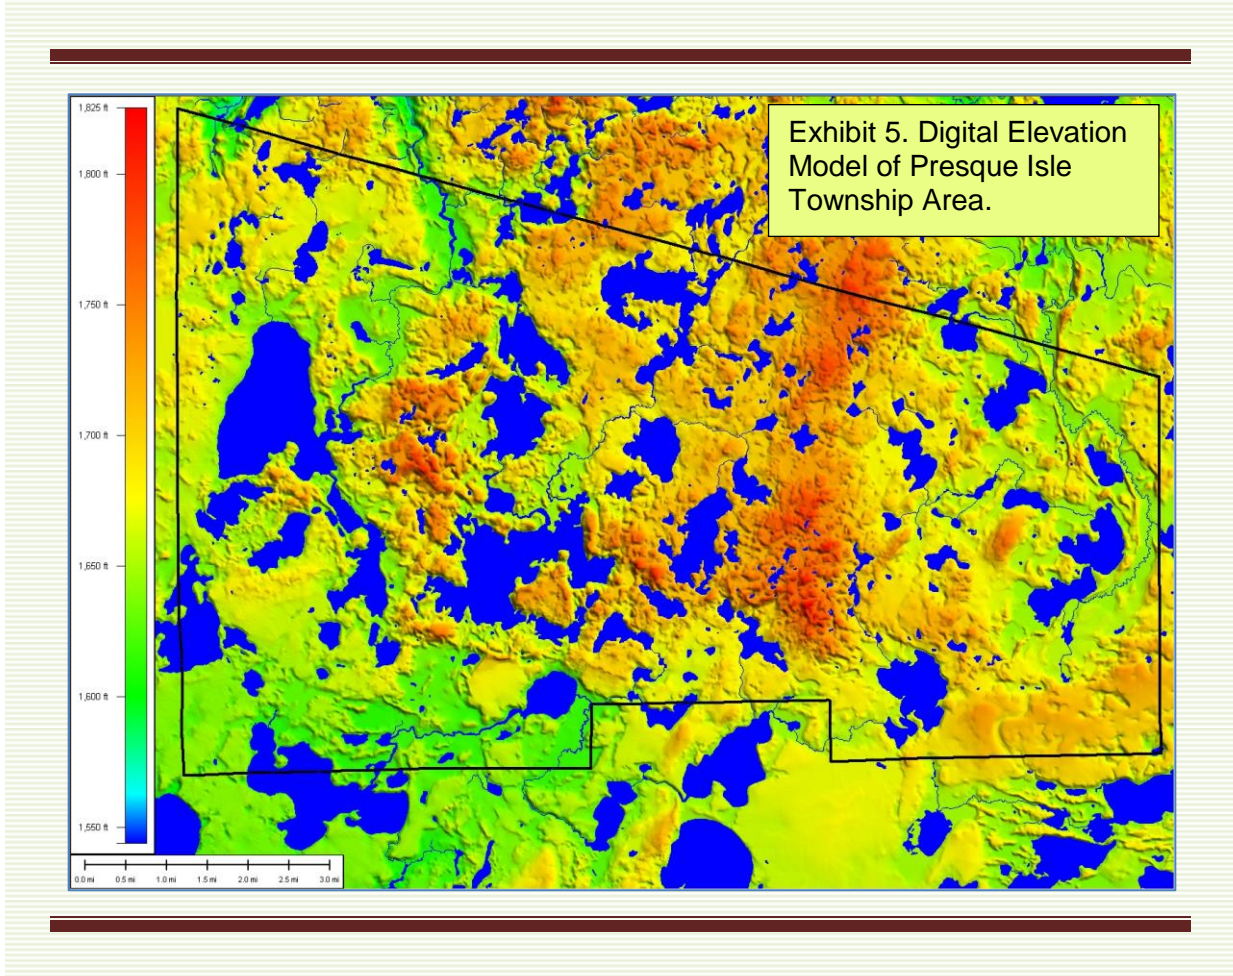 1,825 ft
1,800 ft
1,750 ft
1,700 ft
1,650 ft
1,600 ft
1,550 ft
Exhibit 5. Digital Elevation
Model of Presque Isle
Township Area.
0.0 mi 0.5 mi 1.0 mi 1.5 mi 2.0 mi 2.5 mi 3.0 mi